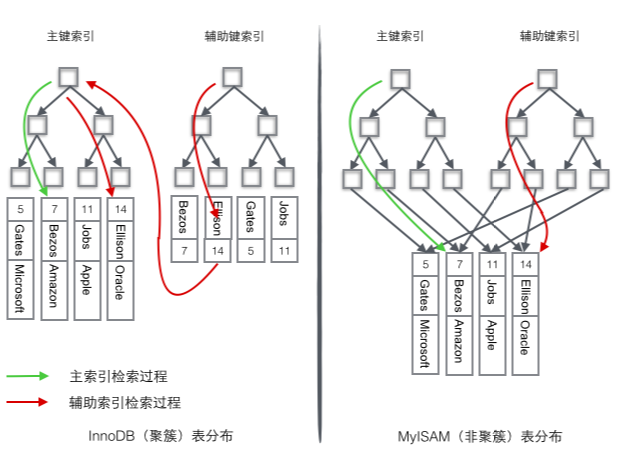 主键索引
辅助键索引
主键索引
辅助键索引
5
Gates
Microsoft
7
Bezos
Amazon
11
Jobs
Apple
14
Ellison
Oracle
Bezos
7
Ellison
14
Gates
5
Jobs
11
5
Gates
Microsoft
7
Bezos
Amazon
11
Jobs
Apple
14
Ellison
Oracle
主索引检索过程
辅助索引检索过程
InnoDB（聚簇）表分布
MyISAM（非聚簇）表分布